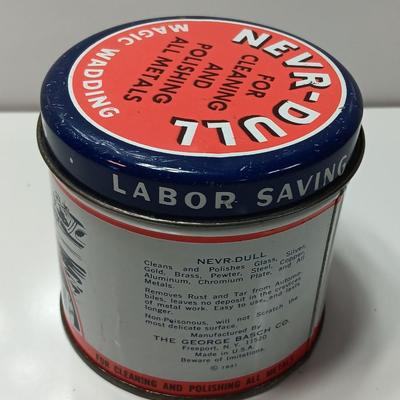 NEVR-DULL
FOR
CLEANING
AND
POLISHING
ALL METALS
MAGIC WADDING
LABOR SAVING
NEVR-DULL
Cleans and Polishes Glass, Silver,
Gold, Brass, Pewter, Steel, Copper,
Aluminum, Chromium Plate, and All
Metals.
Removes Rust and Tar from Automo-
biles, leaves no deposit in the crevices
of metal work. Easy to use, and lasts
long.
Non-Poisonous, will not Scratch the
most delicate surface.
Manufactured By
THE GEORGE BASCH CO.
Freeport, N. Y. 11520
Made in U.S.A.
Beware of Imitations.
FOR CLEANING AND POLISHING ALL METALS